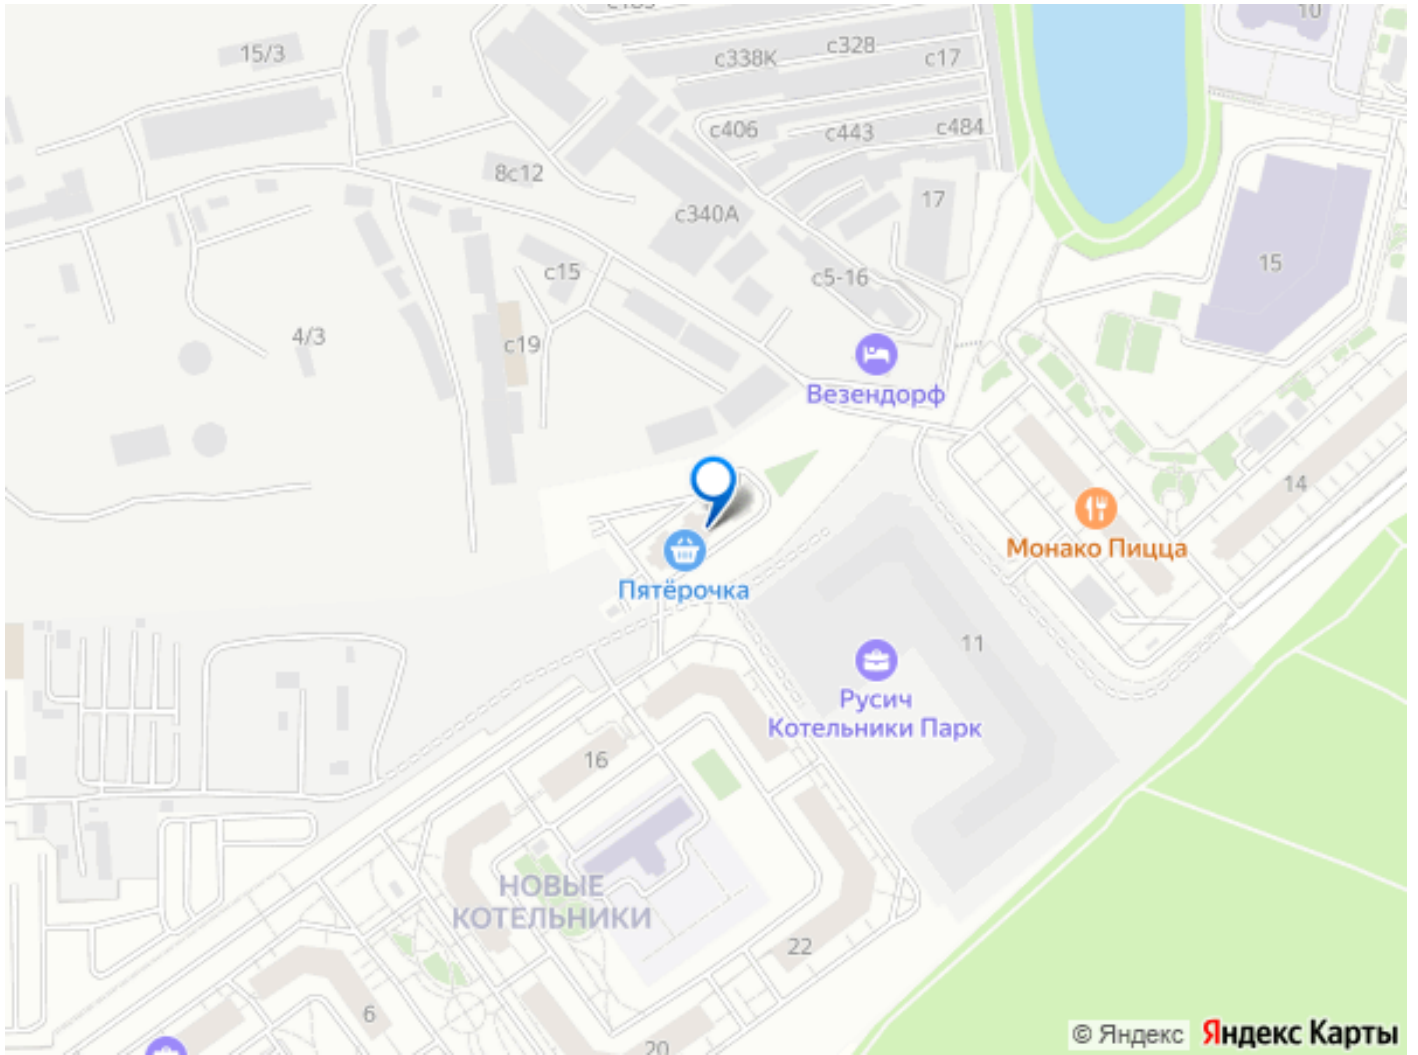 10
15/3
с338К
с328
с17
с406
с443
с484
8с12
17
с340А
с15
с5-16
15
4/3
с19
Везендорф
14
Монако Пицца
Пятёрочка
11
Русич
Котельники Парк
16
НОВЫЕ
КОТЕЛЬНИКИ
22
6
20
© Яндекс Яндекс Карты